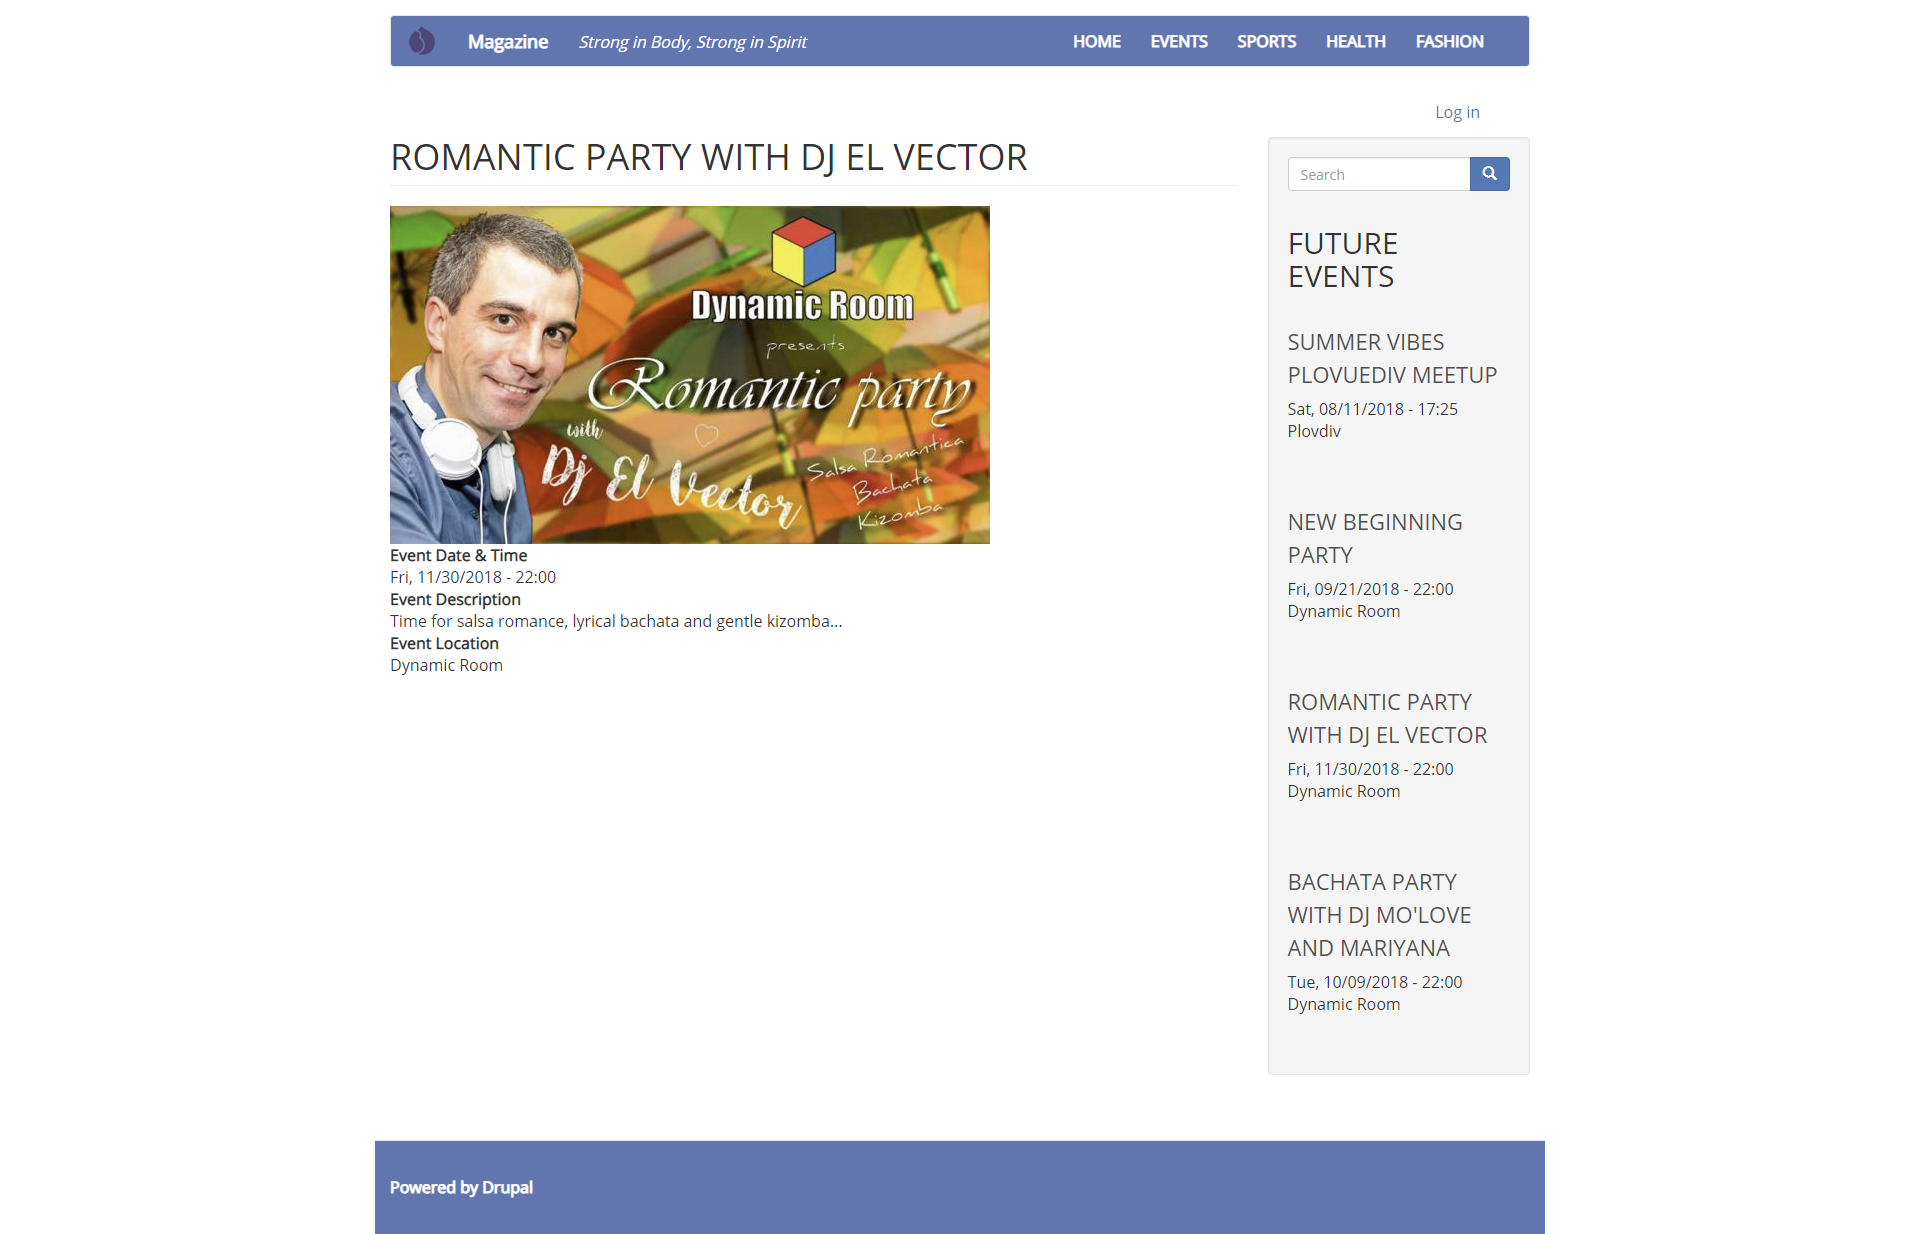 Magazine
Strong in Body, Strong in Spirit
HOME EVENTS SPORTS HEALTH FASHION
Log in
ROMANTIC PARTY WITH DJ EL VECTOR
Dynamic Room
presents
Romantic party
with
Dj El Vector
Salsa Romantica
Bachata
Kizomba
Event Date & Time
Fri, 11/30/2018 - 22:00
Event Description
Time for salsa romance, lyrical bachata and gentle kizomba...
Event Location
Dynamic Room
Search
FUTURE
EVENTS
SUMMER VIBES
PLOVUEDIV MEETUP
Sat, 08/11/2018 - 17:25
Plovdiv
NEW BEGINNING
PARTY
Fri, 09/21/2018 - 22:00
Dynamic Room
ROMANTIC PARTY
WITH DJ EL VECTOR
Fri, 11/30/2018 - 22:00
Dynamic Room
BACHATA PARTY
WITH DJ MO'LOVE
AND MARIYANA
Tue, 10/09/2018 - 22:00
Dynamic Room
Powered by Drupal